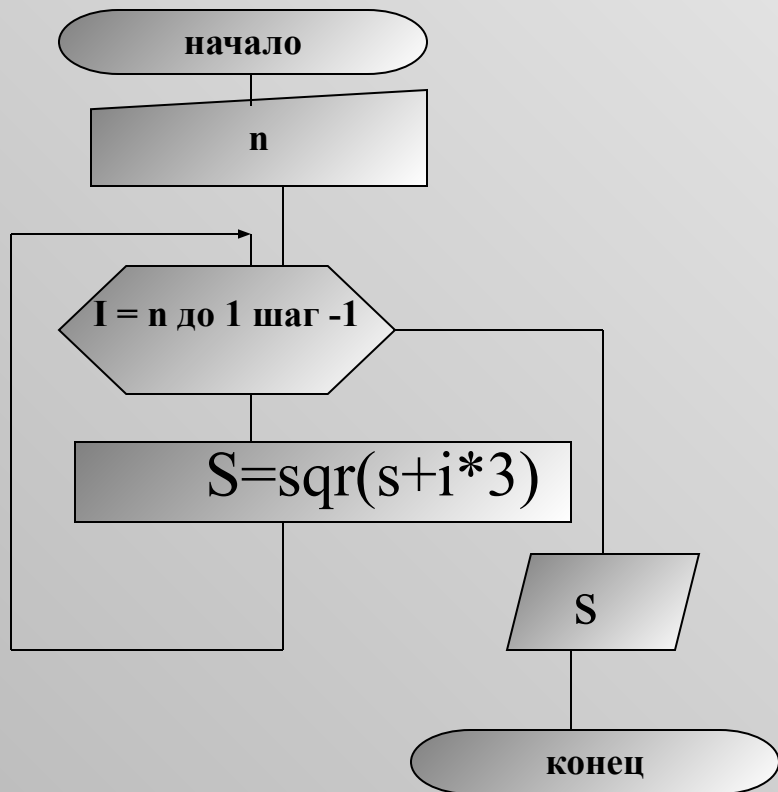 начало
n
I = n до 1 шаг -1
S=sqr(s+i*3)
s
конец